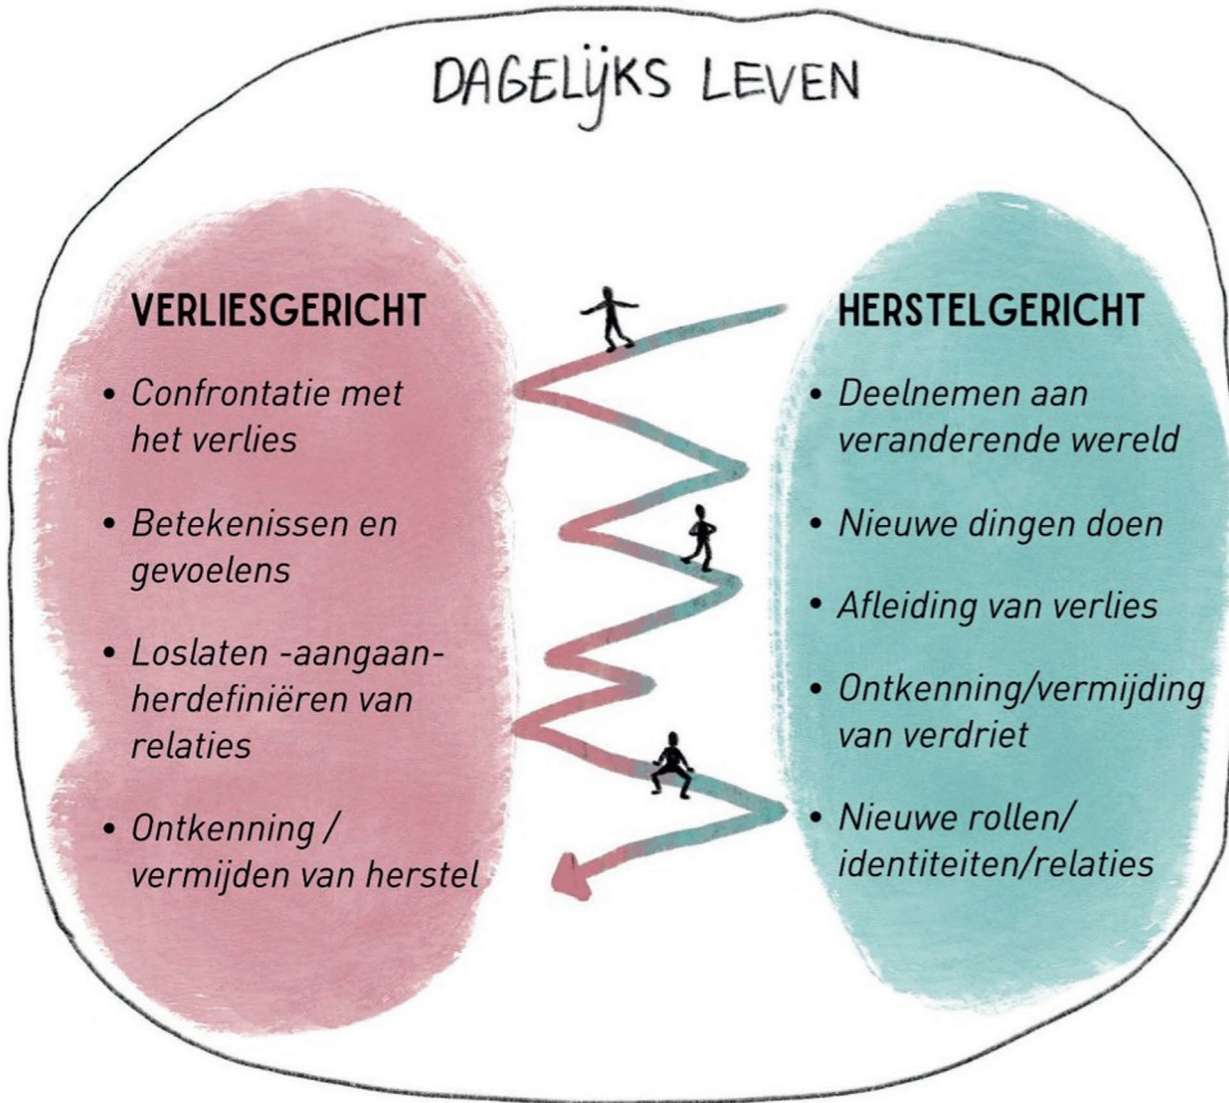 DAGELIJKS LEVEN
VERLIESGERICHT
• Confrontatie met
het verlies
• Betekenissen en
gevoelens
• Loslaten -aangaan-
herdefiniëren van
relaties
• Ontkenning /
vermijden van herstel
HERSTELGERICHT
• Deelnemen aan
veranderende wereld
• Nieuwe dingen doen
• Afleiding van verlies
• Ontkenning/vermijding
van verdriet
• Nieuwe rollen/
identiteiten/relaties